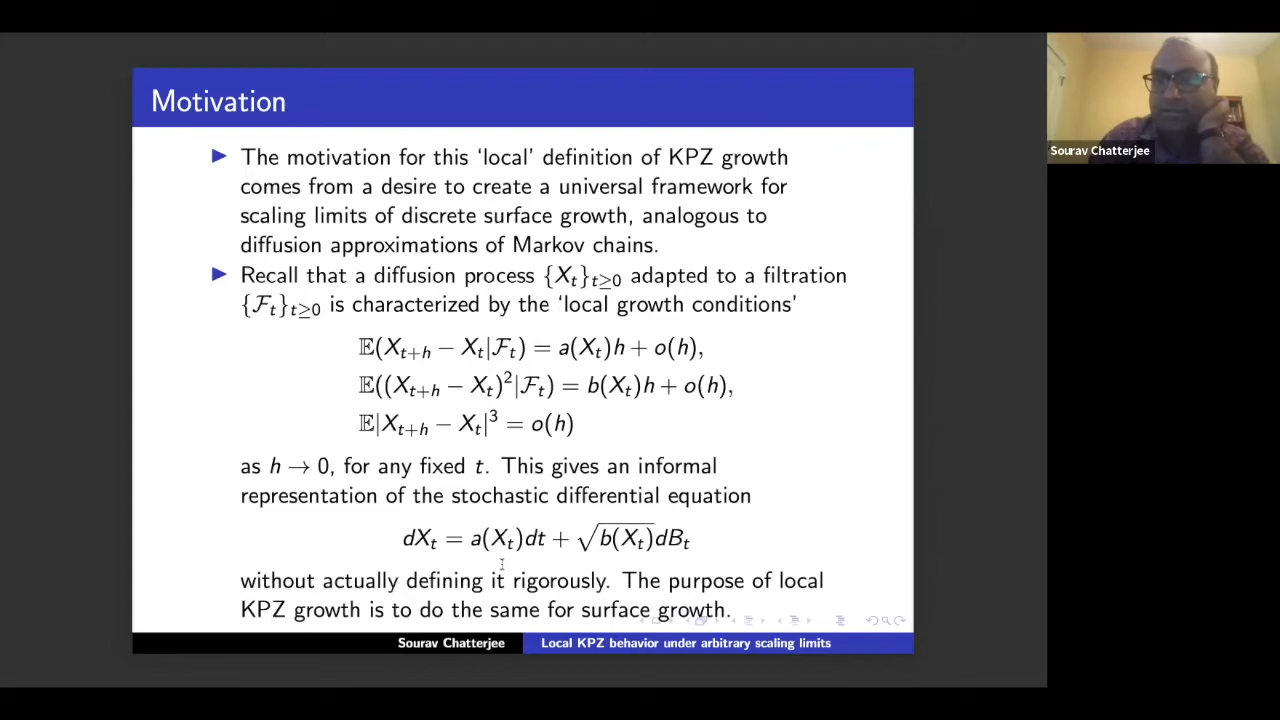 Motivation
The motivation for this ‘local’ definition of KPZ growth
comes from a desire to create a universal framework for
scaling limits of discrete surface growth, analogous to
diffusion approximations of Markov chains.
Recall that a diffusion process {X_t}_{t≥0} adapted to a filtration
{ℱ_t}_{t≥0} is characterized by the ‘local growth conditions’
𝔼(X_{t+h} − X_t|ℱ_t) = a(X_t)h + o(h),
𝔼((X_{t+h} − X_t)²|ℱ_t) = b(X_t)h + o(h),
𝔼|X_{t+h} − X_t|³ = o(h)
as h → 0, for any fixed t. This gives an informal
representation of the stochastic differential equation
dX_t = a(X_t)dt + √b(X_t)dB_t
without actually defining it rigorously. The purpose of local
KPZ growth is to do the same for surface growth.
Sourav Chatterjee Local KPZ behavior under arbitrary scaling limits
Sourav Chatterjee